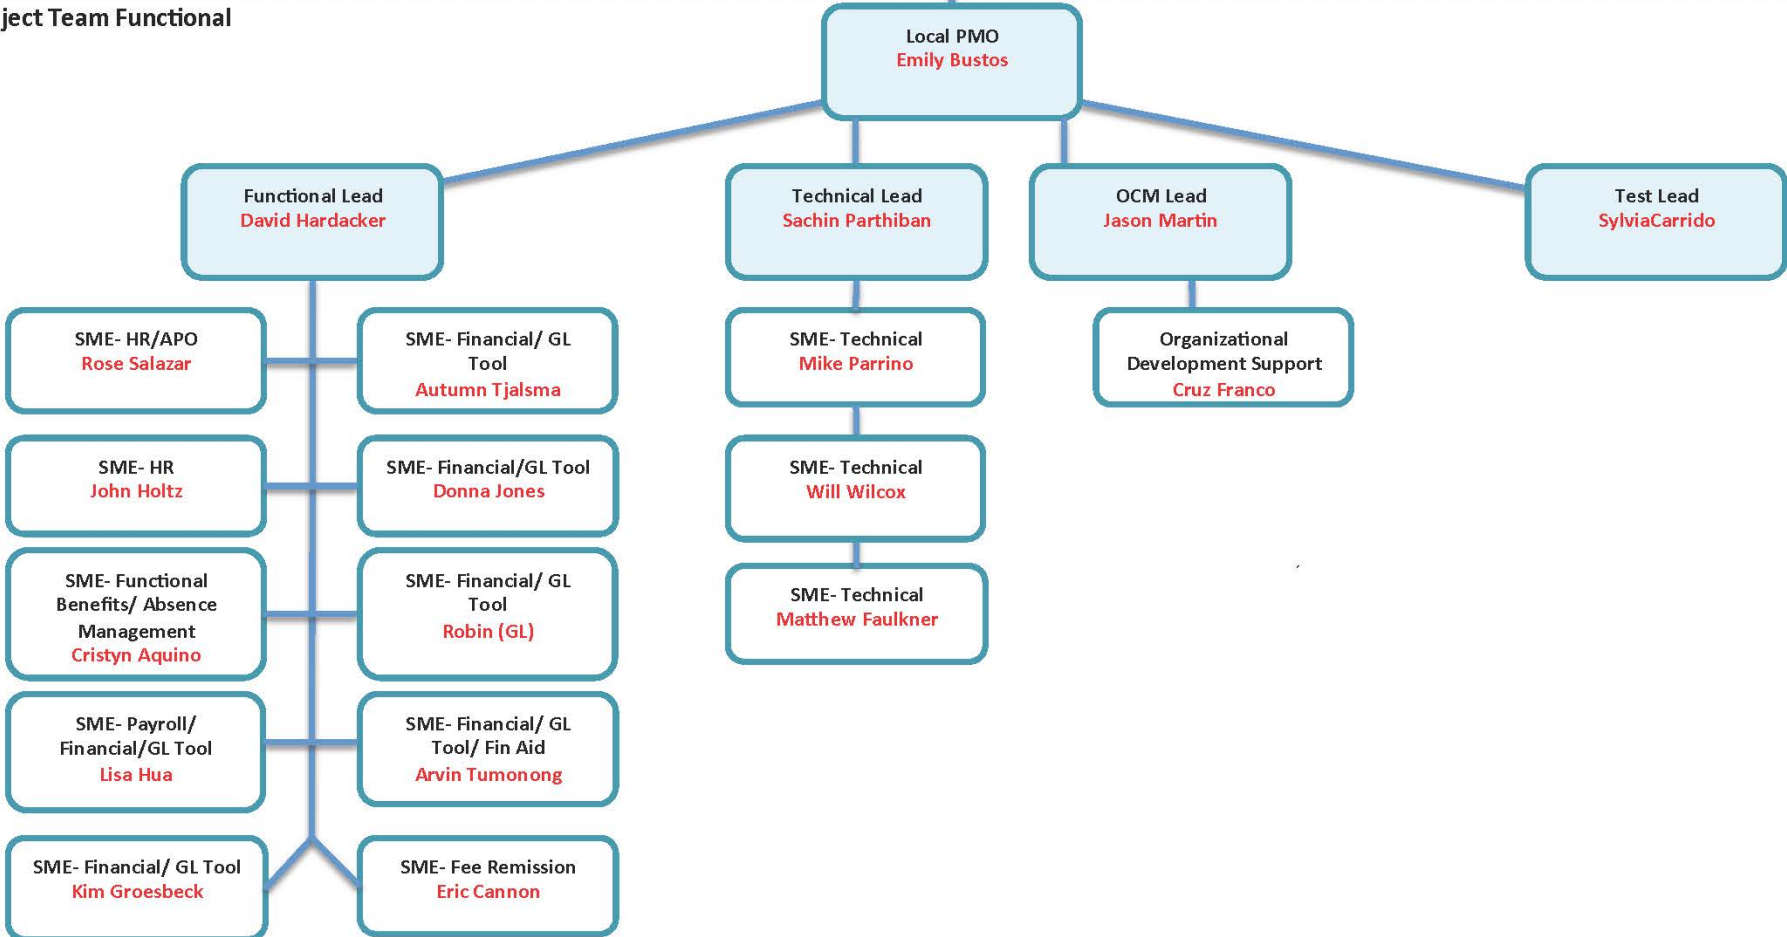 ject Team Functional
Local PMO
Emily Bustos
Functional Lead
David Hardacker
Technical Lead
Sachin Parthiban
OCM Lead
Jason Martin
Test Lead
SylviaCarrido
SME- HR/APO
Rose Salazar
SME- Financial/ GL
Tool
Autumn Tjalsma
SME- Technical
Mike Parrino
Organizational
Development Support
Cruz Franco
SME- HR
John Holtz
SME- Financial/GL Tool
Donna Jones
SME- Technical
Will Wilcox
SME- Functional
Benefits/ Absence
Management
Cristyn Aquino
SME- Financial/ GL
Tool
Robin (GL)
SME- Technical
Matthew Faulkner
SME- Payroll/
Financial/GL Tool
Lisa Hua
SME- Financial/ GL
Tool/ Fin Aid
Arvin Tumonong
SME- Financial/ GL Tool
Kim Groesbeck
SME- Fee Remission
Eric Cannon